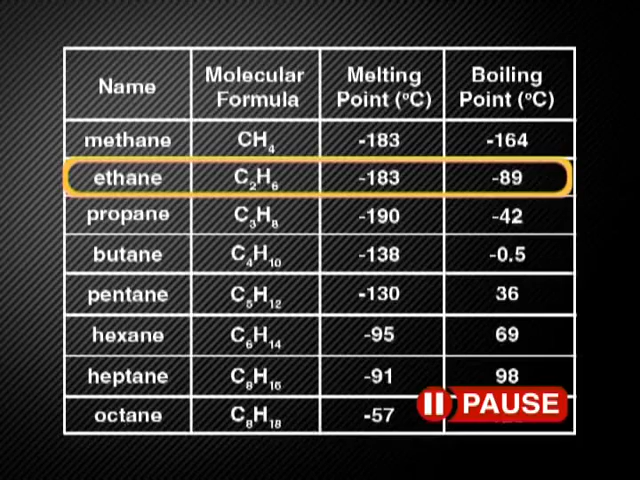 Name Molecular Formula Melting Point (°C) Boiling Point (°C)
methane CH₄ -183 -164
ethane C₂H₆ -183 -89
propane C₃H₈ -190 -42
butane C₄H₁₀ -138 -0.5
pentane C₅H₁₂ -130 36
hexane C₆H₁₄ -95 69
heptane C₈H₁₆ -91 98
octane C₈H₁₈ -57
PAUSE